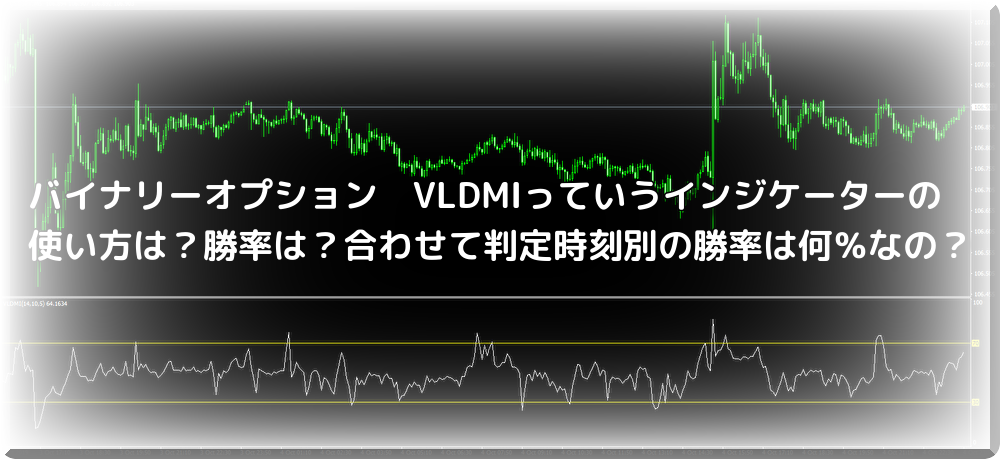 バイナリーオプション　VLDMIっていうインジケーターの
使い方は？勝率は？合わせて判定時刻別の勝率は何％なの？
100